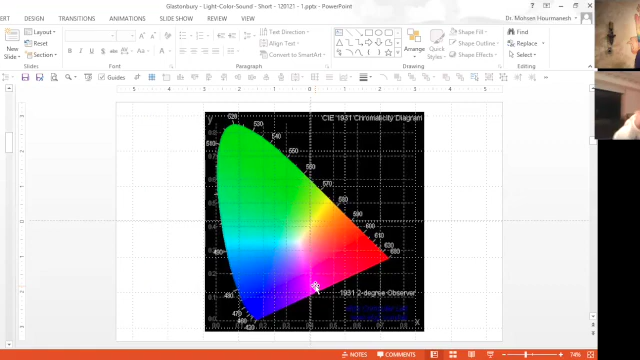 Glastonbury - Light-Color-Sound - Short - 120121 - 1.pptx - PowerPoint
DESIGN TRANSITIONS ANIMATIONS SLIDE SHOW REVIEW VIEW
Dr. Mohsen Hourmanesh
New Slide
Layout
Reset
Section
Slides
Font
Text Direction
Align Text
Convert to SmartArt
Paragraph
Arrange
Quick Styles
Shape Fill
Shape Outline
Shape Effects
Drawing
Find
Replace
Select
Editing
Guides
CIE 1931 Chromaticity Diagram
y
520
530
540
550
560
570
580
590
600
610
630
510
490
480
470
460
420
1931 2-degree Observer
x
NOTES COMMENTS 74%